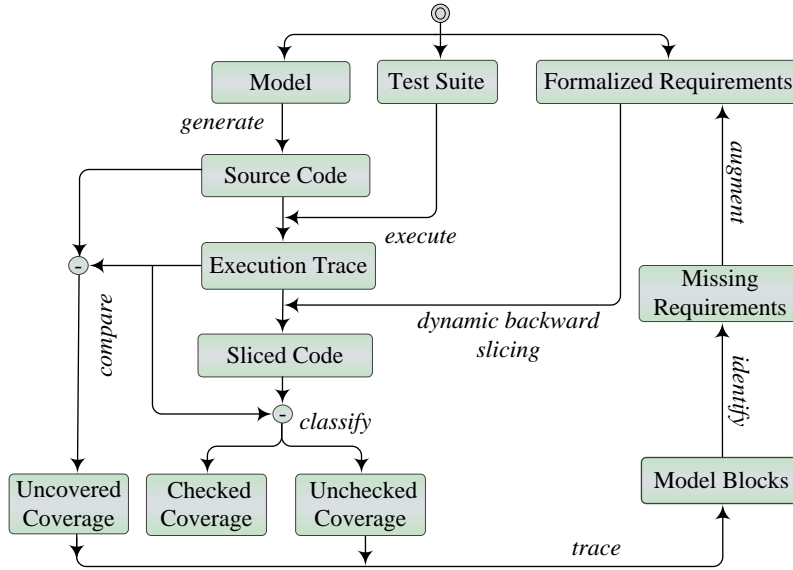 Model
Test Suite
Formalized Requirements
generate
augment
Source Code
execute
-
Execution Trace
Missing
Requirements
compare
dynamic backward
slicing
Sliced Code
identify
-
classify
Uncovered
Coverage
Checked
Coverage
Unchecked
Coverage
Model Blocks
trace